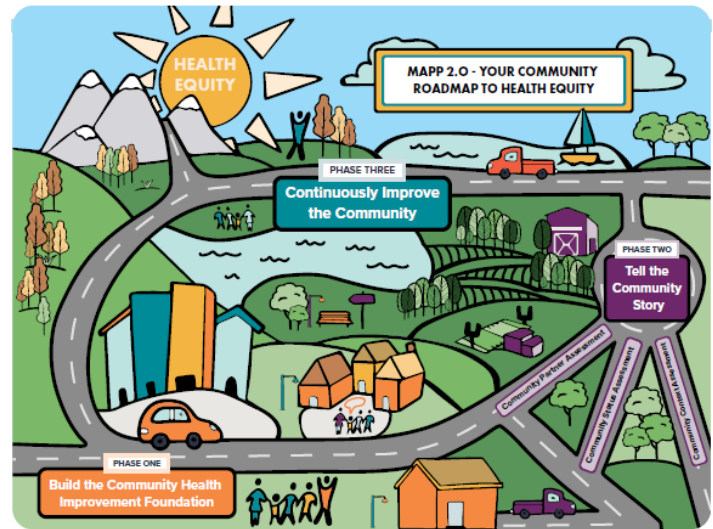 HEALTH
EQUITY
MAPP 2.0 - YOUR COMMUNITY
ROADMAP TO HEALTH EQUITY
PHASE THREE
Continuously Improve
the Community
PHASE TWO
Tell the
Community
Story
Community Partner Assessment
Community Status Assessment
Community Context Assessment
PHASE ONE
Build the Community Health
Improvement Foundation